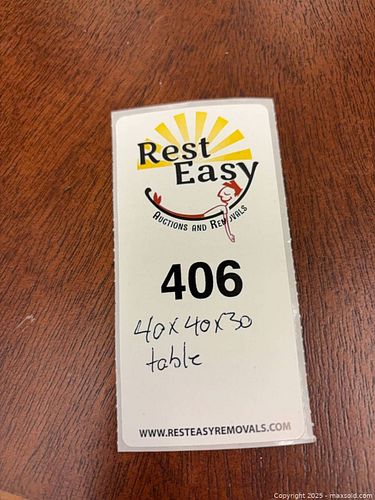 Rest
Easy
AUCTIONS AND REMOVALS
406
40x40x30
table
WWW.RESTEASYREMOVALS.COM
Copyright 2025 - maxsold.com